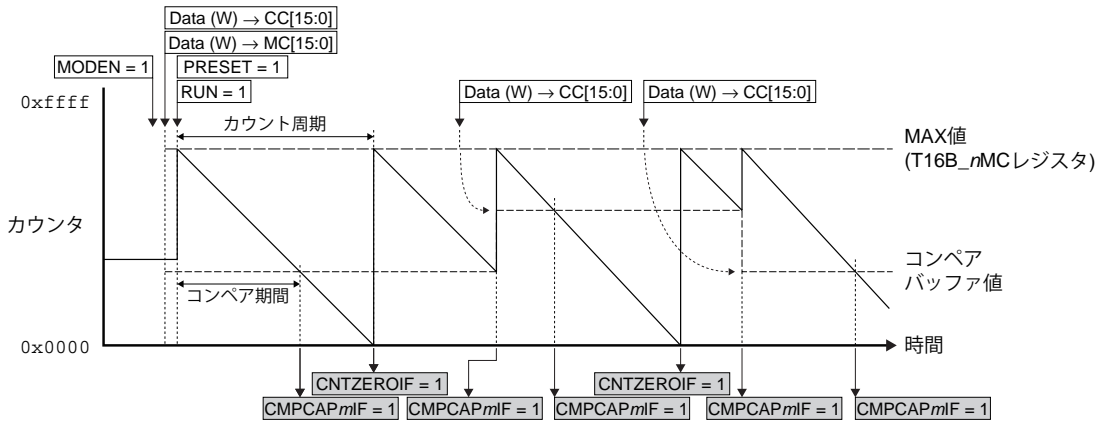 Data (W) → CC[15:0]
Data (W) → MC[15:0]
MODEN = 1
PRESET = 1
RUN = 1
Data (W) → CC[15:0]
Data (W) → CC[15:0]
0xffff
カウント周期
MAX値
(T16B_nMCレジスタ)
カウンタ
コンペア
バッファ値
コンペア期間
0x0000
時間
CNTZEROIF = 1
CNTZEROIF = 1
CMPCAPmIF = 1
CMPCAPmIF = 1
CMPCAPmIF = 1
CMPCAPmIF = 1
CMPCAPmIF = 1